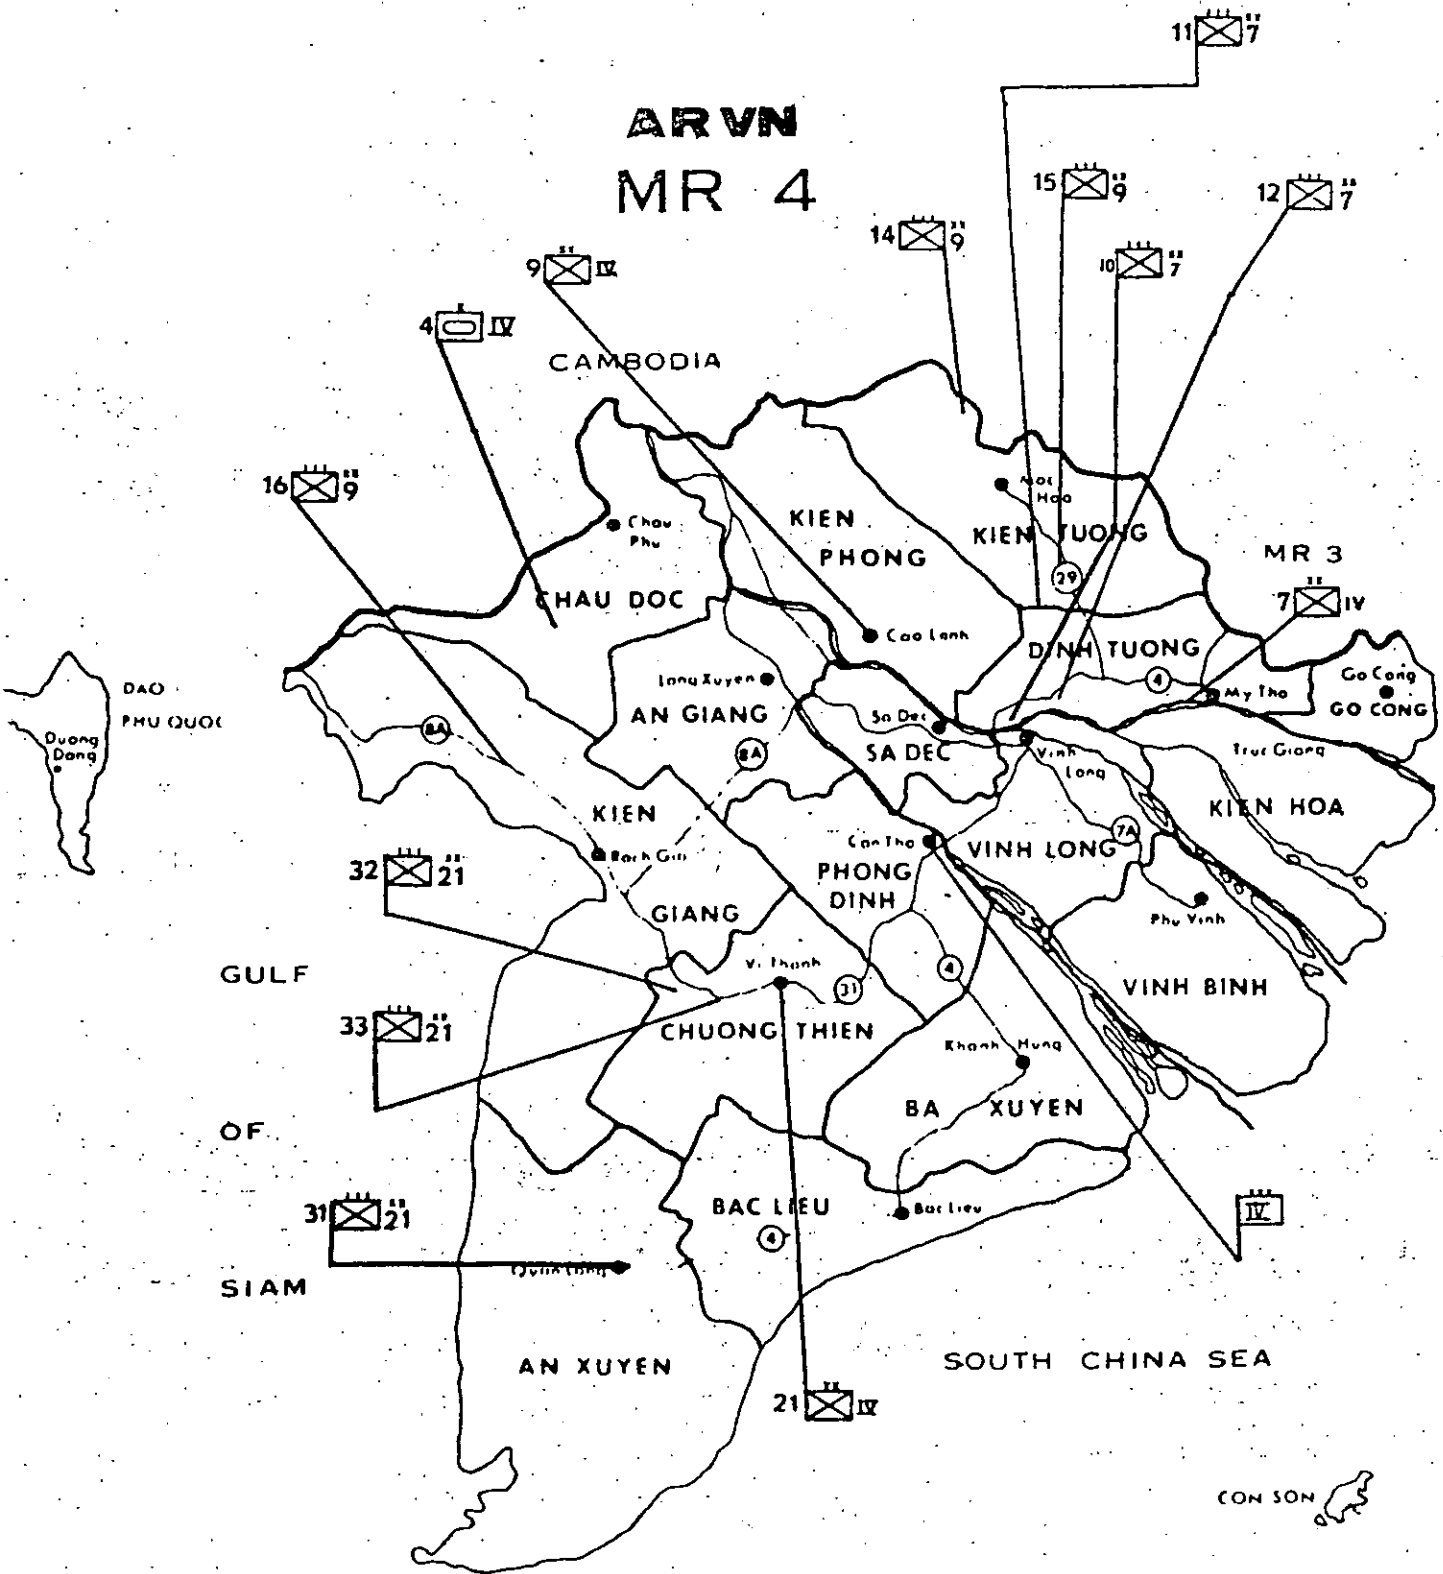 11 7
ARVN
MR 4
15 9
12 7
14 9
10 7
9 IV
4 IV
CAMBODIA
16 9
Moc
Hoa
Chau
Phu
KIEN
PHONG
KIEN TUONG
MR 3
29
7 IV
CHAU DOC
Cao Lanh
DINH TUONG
Go Cong
GO CONG
DAO
PHU QUOC
Long Xuyen
4
My Tho
AN GIANG
Sa Dec
SA DEC
8A
8A
Duong
Dong
Vinh
Long
Truc Giang
KIEN HOA
KIEN
GIANG
7A
Can Tho
VINH LONG
Rach Gia
32 21
PHONG
DINH
Phu Vinh
Vi Thanh
4
31
GULF
OF
SIAM
VINH BINH
33 21
CHUONG THIEN
Khanh Hung
BA XUYEN
31 21
BAC LIEU
Bac Lieu
IV
4
Quan Long
AN XUYEN
SOUTH CHINA SEA
21 IV
CON SON